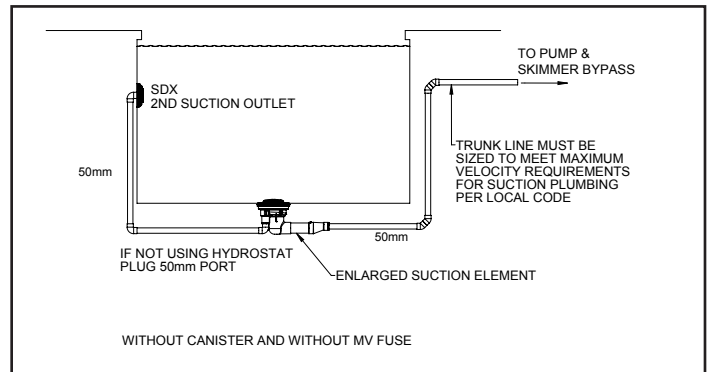 TO PUMP &
SKIMMER BYPASS
SDX
2ND SUCTION OUTLET
TRUNK LINE MUST BE
SIZED TO MEET MAXIMUM
VELOCITY REQUIREMENTS
FOR SUCTION PLUMBING
PER LOCAL CODE
50mm
50mm
IF NOT USING HYDROSTAT
PLUG 50mm PORT
ENLARGED SUCTION ELEMENT
WITHOUT CANISTER AND WITHOUT MV FUSE